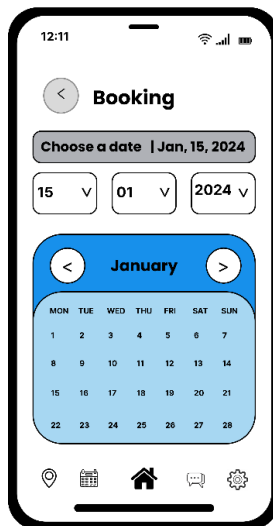 12:11
Booking
Choose a date | Jan, 15, 2024
15 01 2024
January
MON TUE WED THU FRI SAT SUN
1 2 3 4 5 6 7
8 9 10 11 12 13 14
15 16 17 18 19 20 21
22 23 24 25 26 27 28